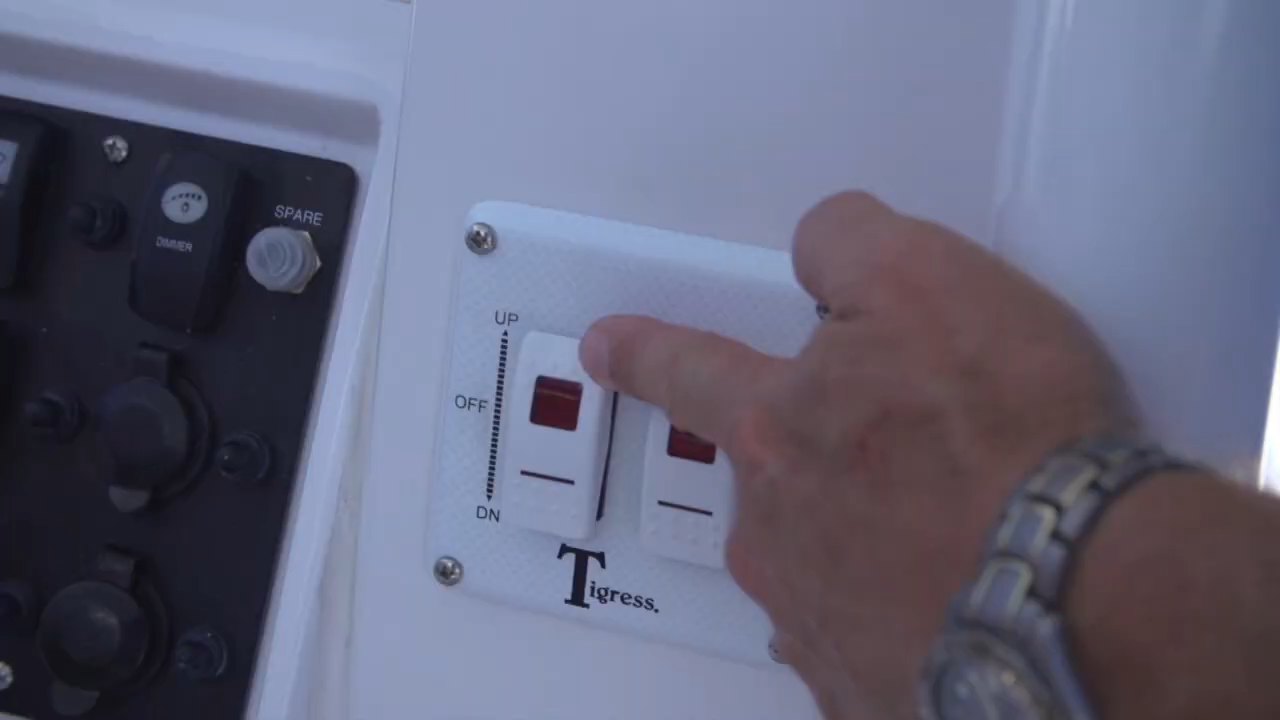 SPARE
DIMMER
UP
OFF
DN
Tigress.